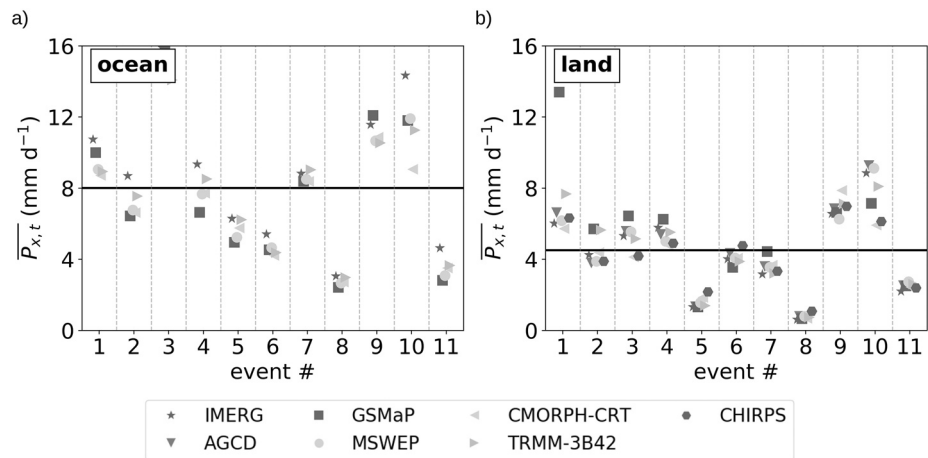 a)
b)
ocean
land
16
12
8
4
0
16
12
8
4
0
P̅x,t (mm d⁻¹)
P̅x,t (mm d⁻¹)
1 2 3 4 5 6 7 8 9 10 11
1 2 3 4 5 6 7 8 9 10 11
event #
event #
IMERG GSMaP CMORPH-CRT CHIRPS
AGCD MSWEP TRMM-3B42